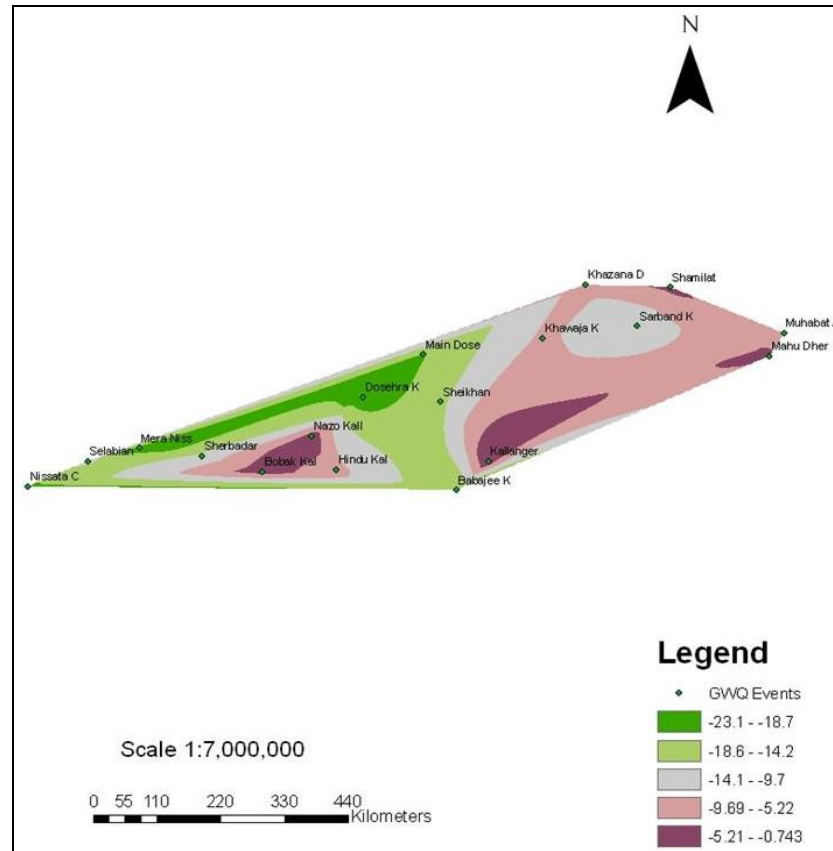 N
Khazana D
Shamilat
Sarband K
Khawaja K
Muhabat
Mahu Dher
Main Dose
Dosehra K
Sheikhan
Mera Niss
Nazo Kall
Sherbadar
Selabian
Kallanger
Bobak Kal
Hindu Kal
Nissata C
Babajee K
Legend
GWQ Events
-23.1 - -18.7
-18.6 - -14.2
-14.1 - -9.7
-9.69 - -5.22
-5.21 - -0.743
Scale 1:7,000,000
0 55 110 220 330 440
Kilometers